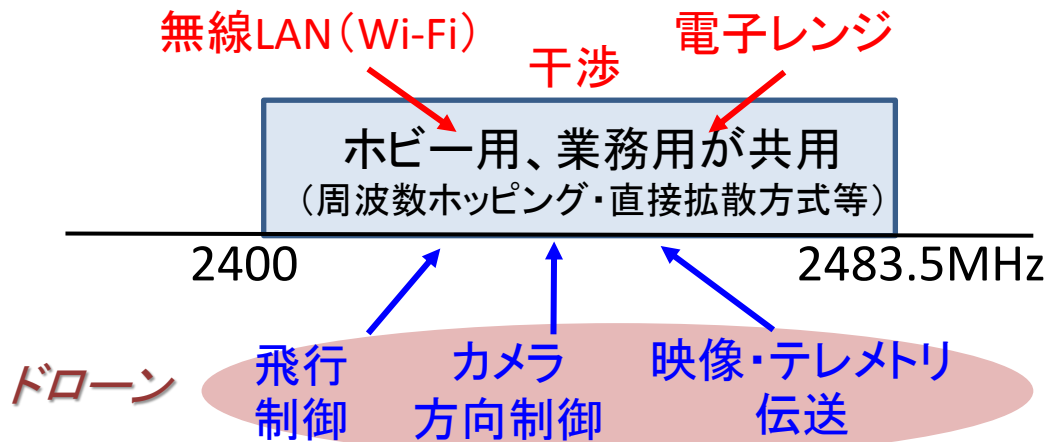 無線LAN（Wi-Fi）
干渉
電子レンジ
ホビー用、業務用が共用
（周波数ホッピング・直接拡散方式等）
2400
2483.5MHz
ドローン
飛行
制御
カメラ
方向制御
映像・テレメトリ
伝送